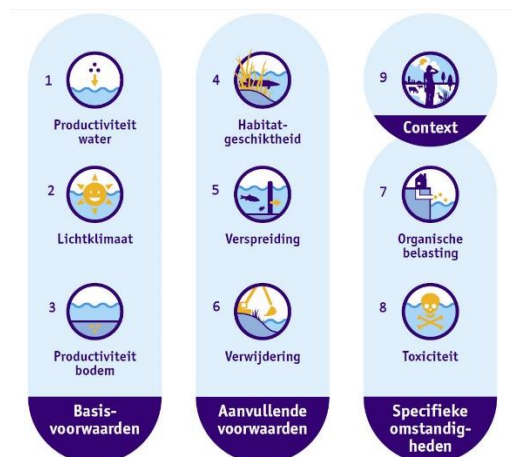 1
Productiviteit
water
2
Lichtklimaat
3
Productiviteit
bodem
Basis-
voorwaarden
4
Habitat-
geschiktheid
5
Verspreiding
6
Verwijdering
Aanvullende
voorwaarden
9
Context
7
Organische
belasting
8
Toxiciteit
Specifieke
omstandig-
heden